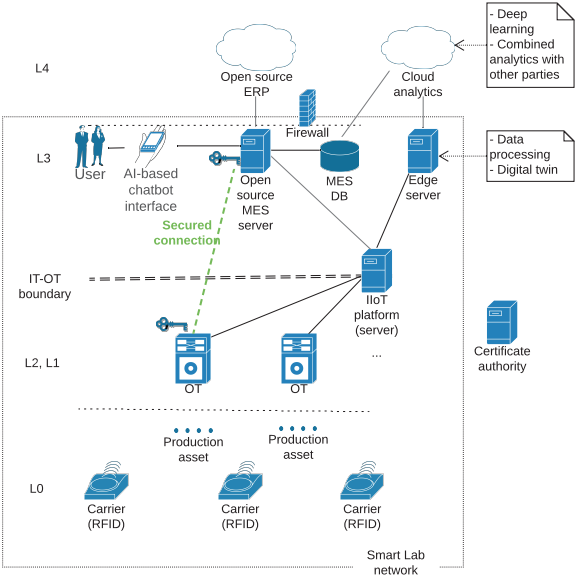 - Deep
learning
- Combined
analytics with
other parties
L4
Open source
ERP
Cloud
analytics
Firewall
L3
User
AI-based
chatbot
interface
Open
source
MES
server
MES
DB
Edge
server
- Data
processing
- Digital twin
Secured
connection
IT-OT
boundary
IIoT
platform
(server)
...
Certificate
authority
L2, L1
OT
OT
Production
asset
Production
asset
L0
Carrier
(RFID)
Carrier
(RFID)
Carrier
(RFID)
Smart Lab
network